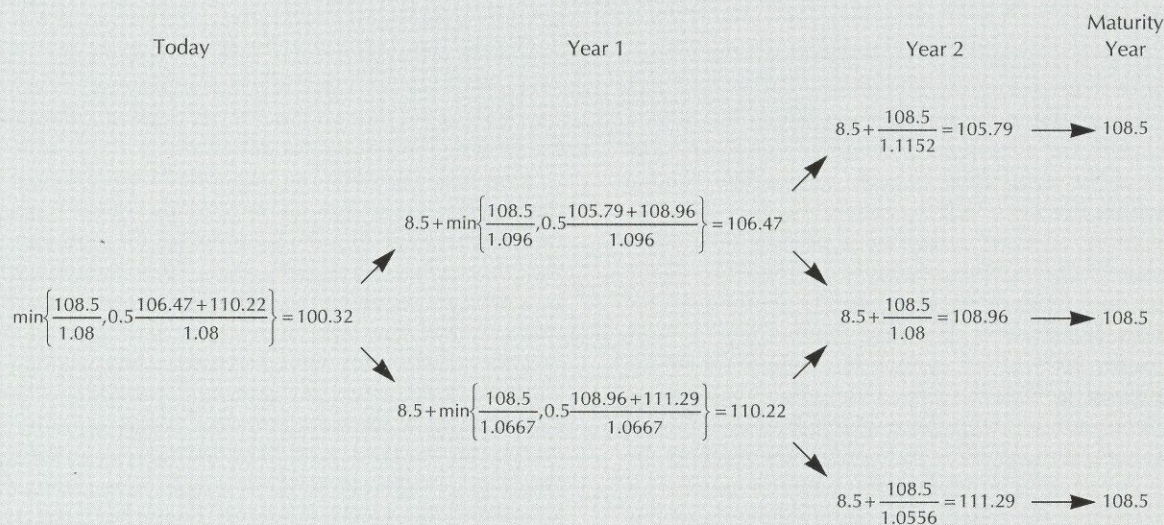 Today Year 1 Year 2 Maturity Year
8.5+108.5/1.1152=105.79 108.5
8.5+min{108.5/1.096,0.5 105.79+108.96/1.096}=106.47
min{108.5/1.08,0.5 106.47+110.22/1.08}=100.32
8.5+108.5/1.08=108.96 108.5
8.5+min{108.5/1.0667,0.5 108.96+111.29/1.0667}=110.22
8.5+108.5/1.0556=111.29 108.5